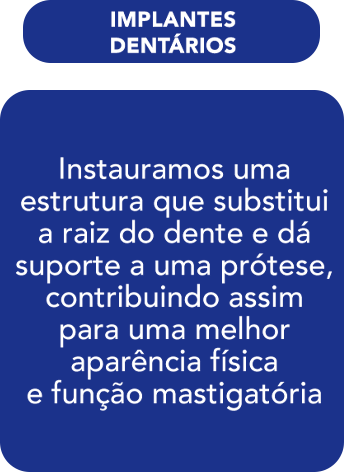 IMPLANTES
DENTÁRIOS
Instauramos uma
estrutura que substitui
a raiz do dente e dá
suporte a uma prótese,
contribuindo assim
para uma melhor
aparência física
e função mastigatória